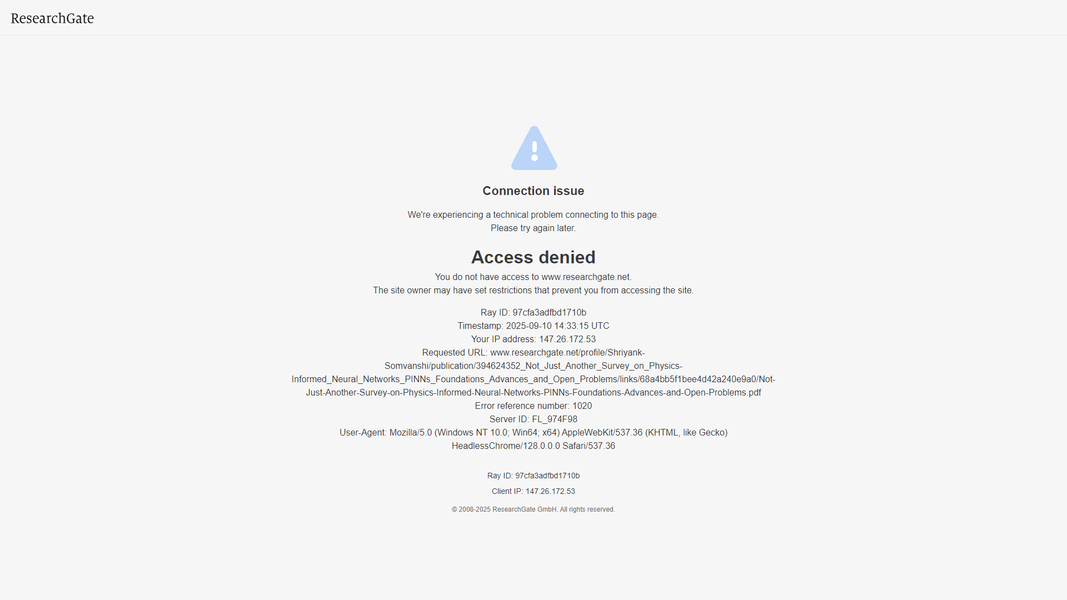 ResearchGate
Connection issue
We're experiencing a technical problem connecting to this page.
Please try again later.
Access denied
You do not have access to www.researchgate.net.
The site owner may have set restrictions that prevent you from accessing the site.
Ray ID: 97cfa3adfbd1710b
Timestamp: 2025-09-10 14:33:15 UTC
Your IP address: 147.26.172.53
Requested URL: www.researchgate.net/profile/Shriyank-
Somvanshi/publication/394624352_Not_Just_Another_Survey_on_Physics-
Informed_Neural_Networks_PINNs_Foundations_Advances_and_Open_Problems/links/68a4bb5f1bee4d42a240e9a0/Not-
Just-Another-Survey-on-Physics-Informed-Neural-Networks-PINNs-Foundations-Advances-and-Open-Problems.pdf
Error reference number: 1020
Server ID: FL_974F98
User-Agent: Mozilla/5.0 (Windows NT 10.0; Win64; x64) AppleWebKit/537.36 (KHTML, like Gecko)
HeadlessChrome/128.0.0.0 Safari/537.36
Ray ID: 97cfa3adfbd1710b
Client IP: 147.26.172.53
© 2008-2025 ResearchGate GmbH. All rights reserved.